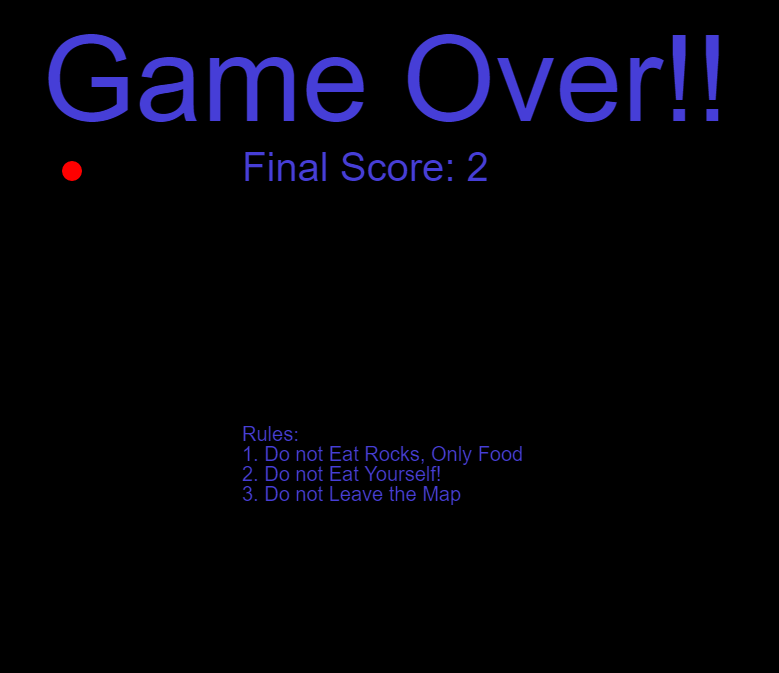 Game Over!!
Final Score: 2
Rules:
1. Do not Eat Rocks, Only Food
2. Do not Eat Yourself!
3. Do not Leave the Map